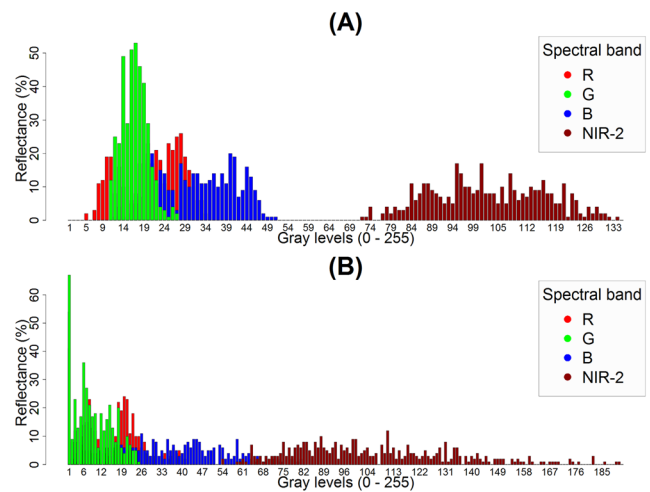 (A)
Reflectance (%)
0 10 20 30 40 50
Spectral band
R
G
B
NIR-2
1 5 9 14 19 24 29 34 39 44 49 54 59 64 69 74 79 84 89 94 99 106 113 119 126 133
Gray levels (0 - 255)
(B)
Reflectance (%)
0 10 20 30 40 50 60
Spectral band
R
G
B
NIR-2
1 6 12 19 26 33 40 47 54 61 68 75 82 89 96 104 113 122 131 140 149 158 167 176 185
Gray levels (0 - 255)